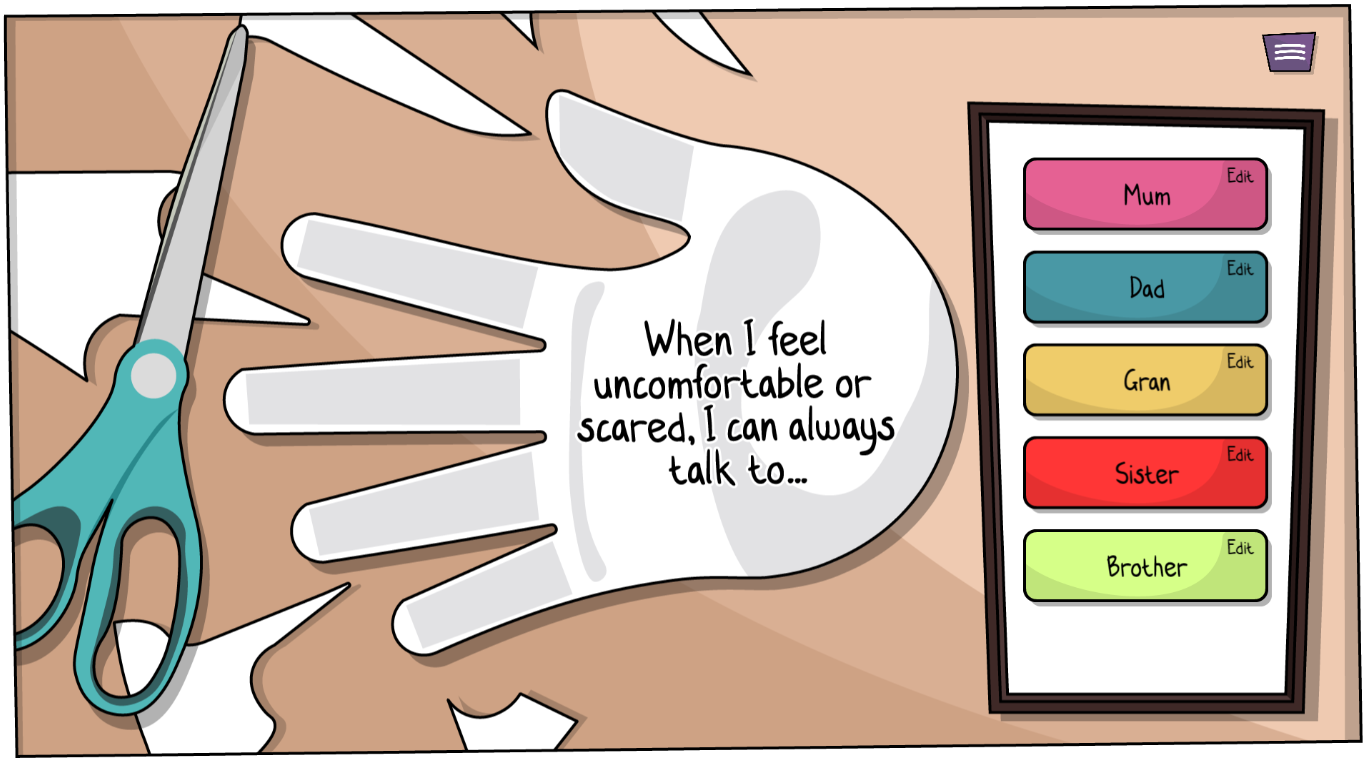 When I feel
uncomfortable or
scared, I can always
talk to...
Edit
Mum
Edit
Dad
Edit
Gran
Edit
Sister
Edit
Brother